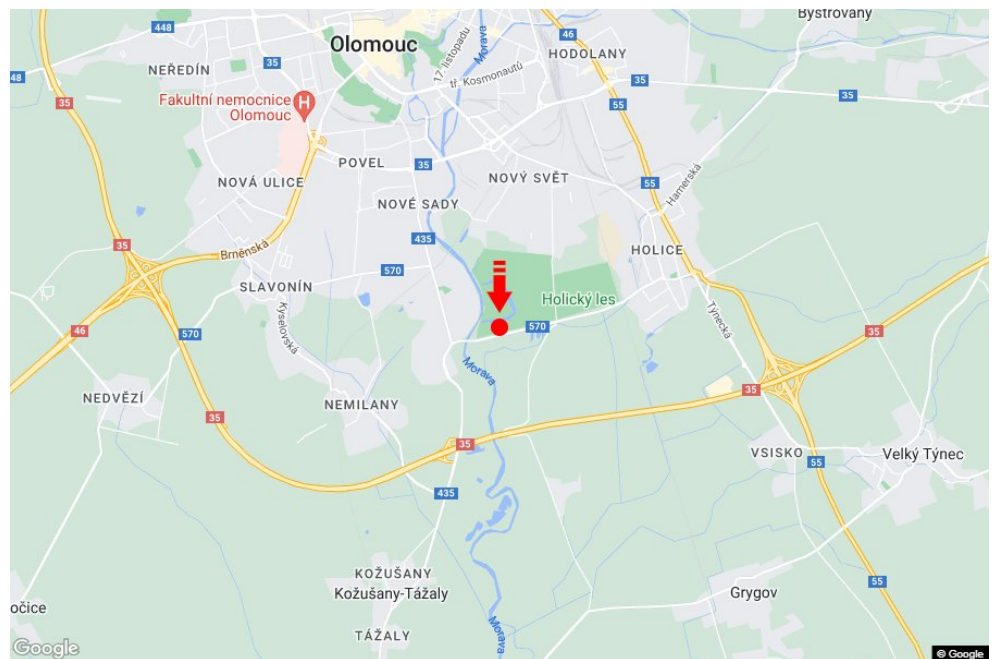 Bystrovany
448
46
Olomouc
Morava
17. listopadu
HODOLANY
35
NEŘEDÍN
tř. Kosmonautů
48
35
35
Fakultní nemocnice
Olomouc
H
55
35
POVEL
35
NOVÝ SVĚT
55
Hamerská
NOVÁ ULICE
NOVÉ SADY
435
35
Brněnská
HOLICE
570
SLAVONÍN
Holický les
Týnecká
570
Kyselovská
570
35
46
Morava
NEDVĚZÍ
NEMILANY
35
35
35
VSISKO
Velký Týnec
55
435
KOŽUŠANY
Kožušany-Tážaly
55
Grygov
očice
TÁŽALY
Morava
Google
© Google